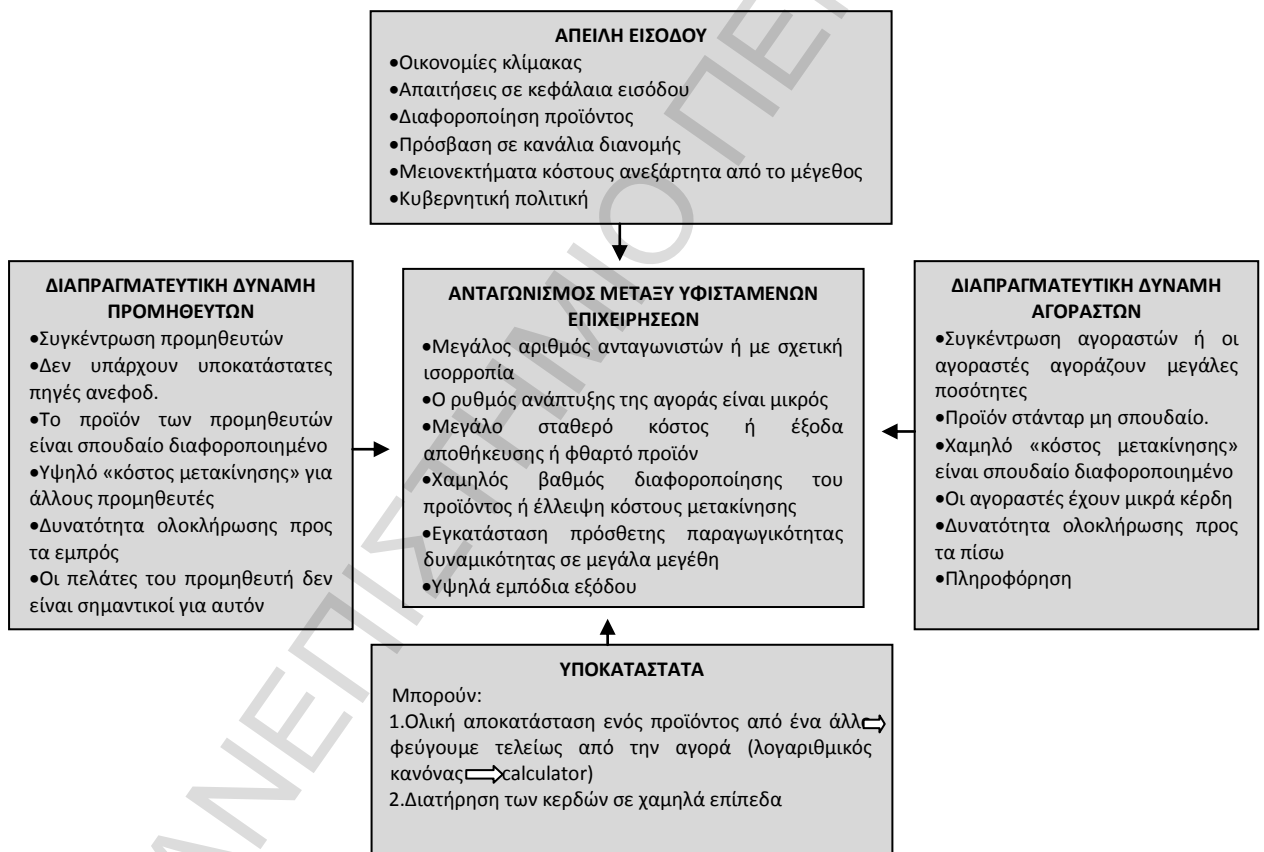 ΑΠΕΙΛΗ ΕΙΣΟΔΟΥ
•Οικονομίες κλίμακας
•Απαιτήσεις σε κεφάλαια εισόδου
•Διαφοροποίηση προϊόντος
•Πρόσβαση σε κανάλια διανομής
•Μειονεκτήματα κόστους ανεξάρτητα από το μέγεθος
•Κυβερνητική πολιτική
ΔΙΑΠΡΑΓΜΑΤΕΥΤΙΚΗ ΔΥΝΑΜΗ
ΠΡΟΜΗΘΕΥΤΩΝ
•Συγκέντρωση προμηθευτών
•Δεν υπάρχουν υποκατάστατες
πηγές ανεφοδ.
•Το προϊόν των προμηθευτών
είναι σπουδαίο διαφοροποιημένο
•Υψηλό «κόστος μετακίνησης» για
άλλους προμηθευτές
•Δυνατότητα ολοκλήρωσης προς
τα εμπρός
•Οι πελάτες του προμηθευτή δεν
είναι σημαντικοί για αυτόν
ΑΝΤΑΓΩΝΙΣΜΟΣ ΜΕΤΑΞΥ ΥΦΙΣΤΑΜΕΝΩΝ
ΕΠΙΧΕΙΡΗΣΕΩΝ
•Μεγάλος αριθμός ανταγωνιστών ή με σχετική
ισορροπία
•Ο ρυθμός ανάπτυξης της αγοράς είναι μικρός
•Μεγάλο σταθερό κόστος ή έξοδα
αποθήκευσης ή φθαρτό προϊόν
•Χαμηλός βαθμός διαφοροποίησης του
προϊόντος ή έλλειψη κόστους μετακίνησης
•Εγκατάσταση πρόσθετης παραγωγικότητας
δυναμικότητας σε μεγάλα μεγέθη
•Υψηλά εμπόδια εξόδου
ΔΙΑΠΡΑΓΜΑΤΕΥΤΙΚΗ ΔΥΝΑΜΗ
ΑΓΟΡΑΣΤΩΝ
•Συγκέντρωση αγοραστών ή οι
αγοραστές αγοράζουν μεγάλες
ποσότητες
•Προϊόν στάνταρ μη σπουδαίο.
•Χαμηλό «κόστος μετακίνησης»
είναι σπουδαίο διαφοροποιημένο
•Οι αγοραστές έχουν μικρά κέρδη
•Δυνατότητα ολοκλήρωσης προς
τα πίσω
•Πληροφόρηση
ΥΠΟΚΑΤΑΣΤΑΤΑ
Μπορούν:
1.Ολική αποκατάσταση ενός προϊόντος από ένα
φεύγουμε τελείως από την αγορά (λογαριθμικός
κανόνας calculator)
2.Διατήρηση των κερδών σε χαμηλά επίπεδα